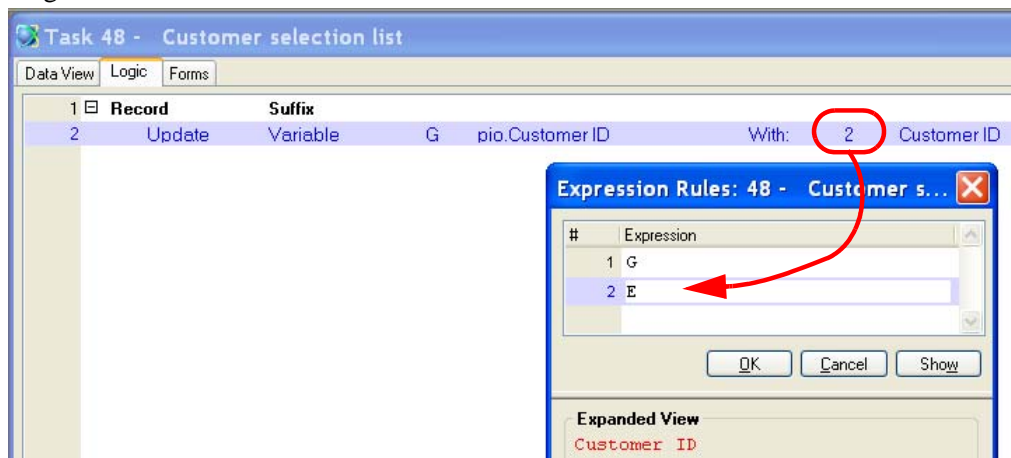 Task 48 - Customer selection list
Data View Logic Forms
1 Record Suffix
2 Update Variable G pio.Customer ID With: 2 Customer ID
Expression Rules: 48 - Customer s...
# Expression
1 G
2 E
OK Cancel Show
Expanded View
Customer ID